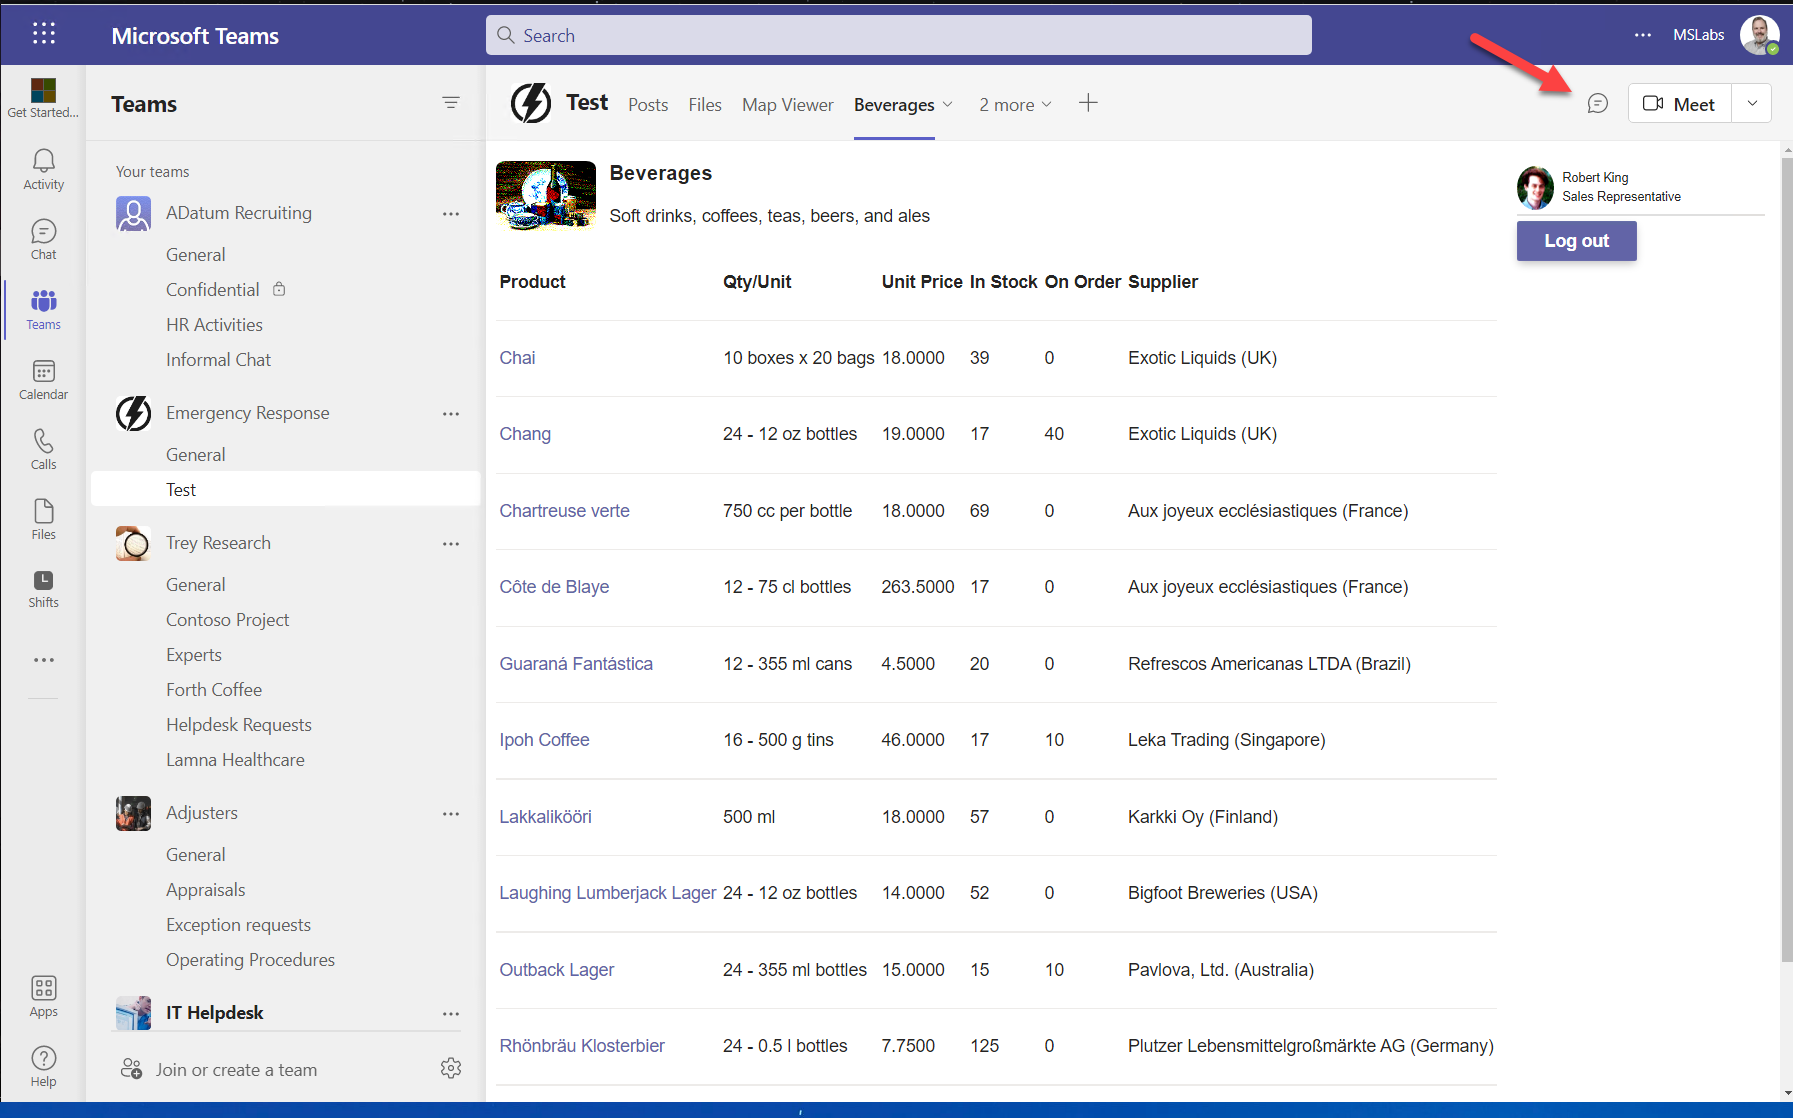 Microsoft Teams
Search
MSLabs
Get Started...
Activity
Chat
Teams
Calendar
Calls
Files
Shifts
Apps
Help
Teams
Your teams
ADatum Recruiting
General
Confidential
HR Activities
Informal Chat
Emergency Response
General
Test
Trey Research
General
Contoso Project
Experts
Forth Coffee
Helpdesk Requests
Lamna Healthcare
Adjusters
General
Appraisals
Exception requests
Operating Procedures
IT Helpdesk
Join or create a team
Test Posts Files Map Viewer Beverages 2 more
Meet
Beverages
Soft drinks, coffees, teas, beers, and ales
Robert King
Sales Representative
Log out
Product Qty/Unit Unit Price In Stock On Order Supplier
Chai 10 boxes x 20 bags 18.0000 39 0 Exotic Liquids (UK)
Chang 24 - 12 oz bottles 19.0000 17 40 Exotic Liquids (UK)
Chartreuse verte 750 cc per bottle 18.0000 69 0 Aux joyeux ecclésiastiques (France)
Côte de Blaye 12 - 75 cl bottles 263.5000 17 0 Aux joyeux ecclésiastiques (France)
Guaraná Fantástica 12 - 355 ml cans 4.5000 20 0 Refrescos Americanas LTDA (Brazil)
Ipoh Coffee 16 - 500 g tins 46.0000 17 10 Leka Trading (Singapore)
Lakkalikööri 500 ml 18.0000 57 0 Karkki Oy (Finland)
Laughing Lumberjack Lager 24 - 12 oz bottles 14.0000 52 0 Bigfoot Breweries (USA)
Outback Lager 24 - 355 ml bottles 15.0000 15 10 Pavlova, Ltd. (Australia)
Rhönbräu Klosterbier 24 - 0.5 l bottles 7.7500 125 0 Plutzer Lebensmittelgroßmärkte AG (Germany)